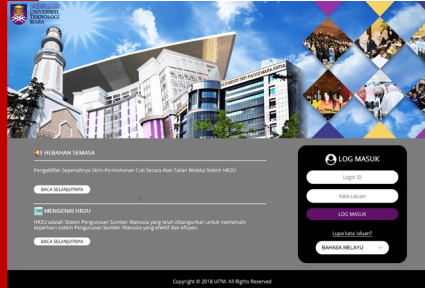 UNIVERSITI
TEKNOLOGI
MARA
HEBAHAN SEMASA
Pengaktifan Sepenuhnya Skrin Permohonan Cuti Secara Atas Talian Melalui Sistem HR2U
BACA SELANJUTNYA
MENGENAI HR2U
HR2U adalah Sistem Pengurusan Sumber Manusia yang telah dibangunkan untuk memenuhi
keperluan sistem Pengurusan Sumber Manusia yang efektif dan efisyen.
BACA SELANJUTNYA
LOG MASUK
Login ID
Kata Laluan
LOG MASUK
Lupa kata laluan?
BAHASA MELAYU
Copyright © 2018 UiTM. All Rights Reserved